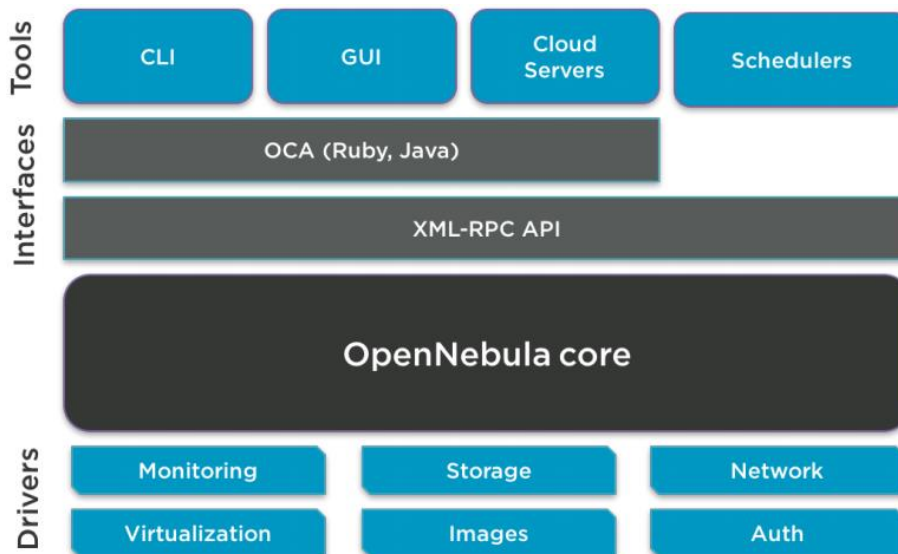 Tools
CLI
GUI
Cloud
Servers
Schedulers
Interfaces
OCA (Ruby, Java)
XML-RPC API
OpenNebula core
Drivers
Monitoring
Storage
Network
Virtualization
Images
Auth